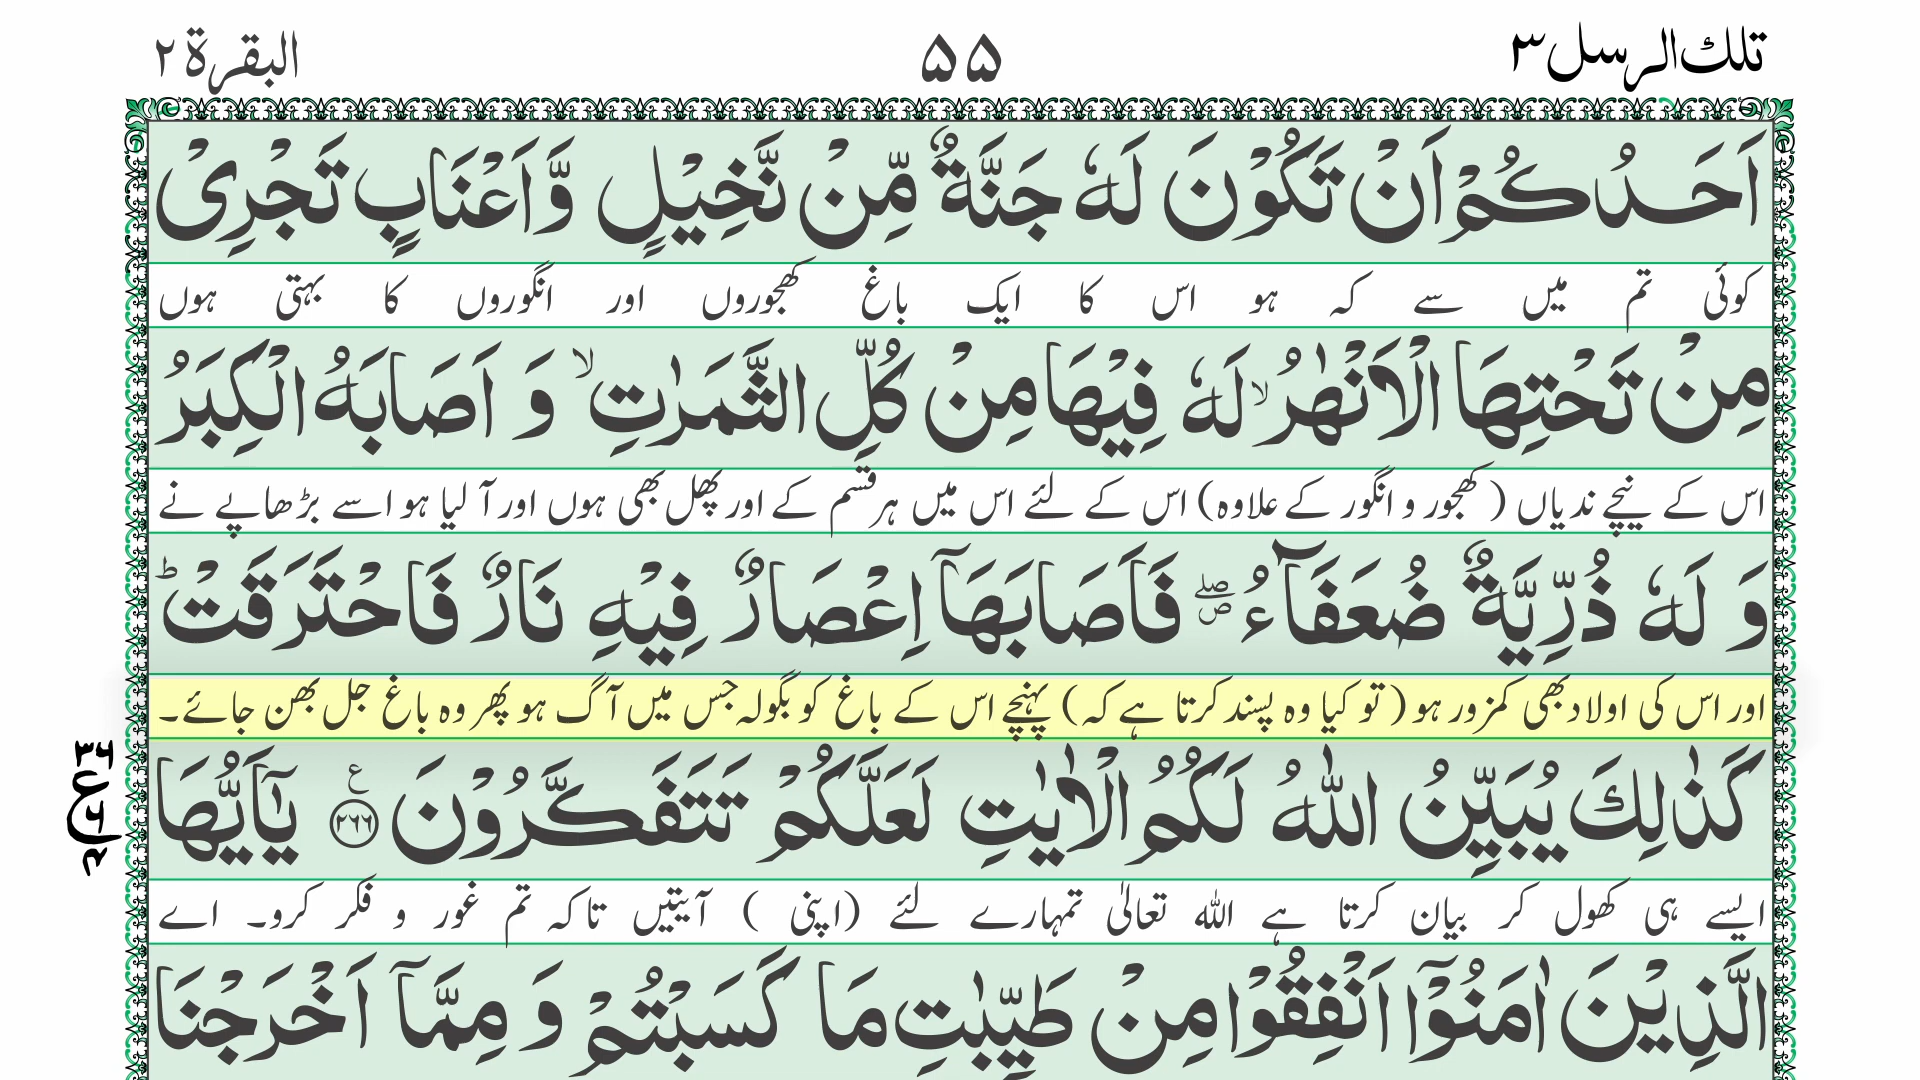 تلك الرسل ٣ ۵۵ البقرة ٢
اَحَدُكُمْ اَنْ تَكُوْنَ لَهٗ جَنَّةٌ مِّنْ نَّخِيْلٍ وَّاَعْنَابٍ تَجْرِىْ
کوئی تم میں سے کہ ہو اس کا ایک باغ کھجوروں اور انگوروں کا بہتی ہوں
مِنْ تَحْتِهَا الْاَنْهٰرُ ۙ لَهٗ فِيْهَا مِنْ كُلِّ الثَّمَرٰتِ ۙ وَ اَصَابَهُ الْكِبَرُ
اس کے نیچے ندیاں (کھجور و انگور کے علاوہ) اس کے لئے اس میں ہر قسم کے اور پھل بھی ہوں اور آ لیا ہو اسے بڑھاپے نے
وَ لَهٗ ذُرِّيَّةٌ ضُعَفَآءُ ۖ فَاَصَابَهَاۤ اِعْصَارٌ فِيْهِ نَارٌ فَاحْتَرَقَتْ ؕ
اور اس کی اولاد بھی کمزور ہو (تو کیا وہ پسند کرتا ہے کہ) پہنچے اس کے باغ کو بگولہ جس میں آگ ہو پھر وہ باغ جل بھن جائے۔
كَذٰلِكَ يُبَيِّنُ اللّٰهُ لَكُمُ الْاٰيٰتِ لَعَلَّكُمْ تَتَفَكَّرُوْنَ ع ﴿٢٦٦﴾ يٰۤاَيُّهَا
٣٦ ع ٦ ٤
ایسے ہی کھول کر بیان کرتا ہے اللہ تعالیٰ تمہارے لئے (اپنی) آیتیں تاکہ تم غور و فکر کرو۔ اے
الَّذِيْنَ اٰمَنُوْۤا اَنْفِقُوْا مِنْ طَيِّبٰتِ مَا كَسَبْتُمْ وَ مِمَّاۤ اَخْرَجْنَا